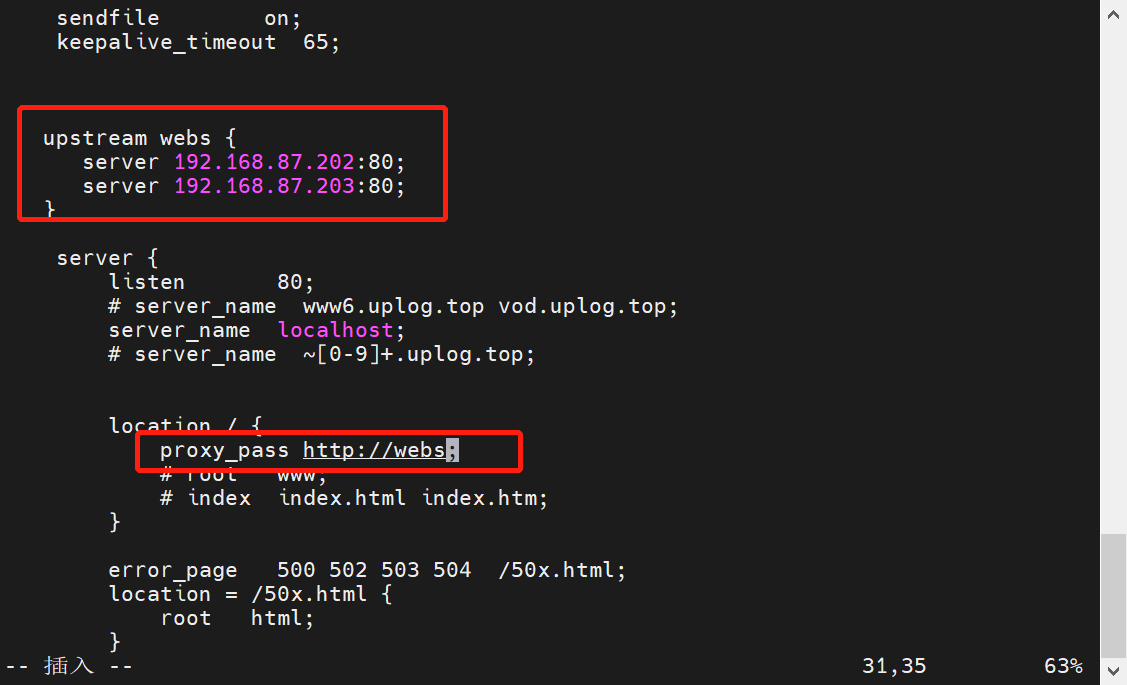 sendfile        on;
keepalive_timeout  65;
upstream webs {
server 192.168.87.202:80;
server 192.168.87.203:80;
}
server {
listen       80;
# server_name  www6.uplog.top vod.uplog.top;
server_name  localhost;
# server_name  ~[0-9]+.uplog.top;
location / {
proxy_pass http://webs;
# root   www;
# index  index.html index.htm;
}
error_page   500 502 503 504  /50x.html;
location = /50x.html {
root   html;
}
-- 插入 --                    31,35         63%